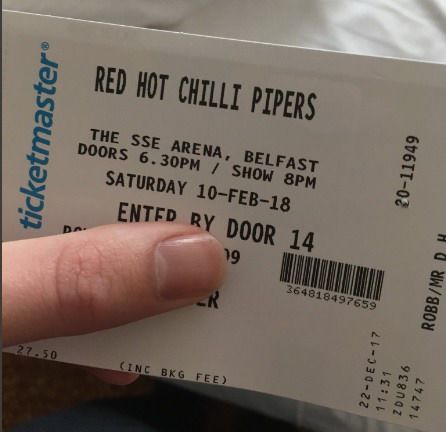 ticketmaster®
RED HOT CHILLI PIPERS
THE SSE ARENA, BELFAST
DOORS 6.30PM / SHOW 8PM
SATURDAY 10-FEB-18
ENTER BY DOOR 14
09
ER
27.50
(INC BKG FEE)
364818497659
20-11949
ROBB/MR D H
22-DEC-17
11:31
ZDU836
14747